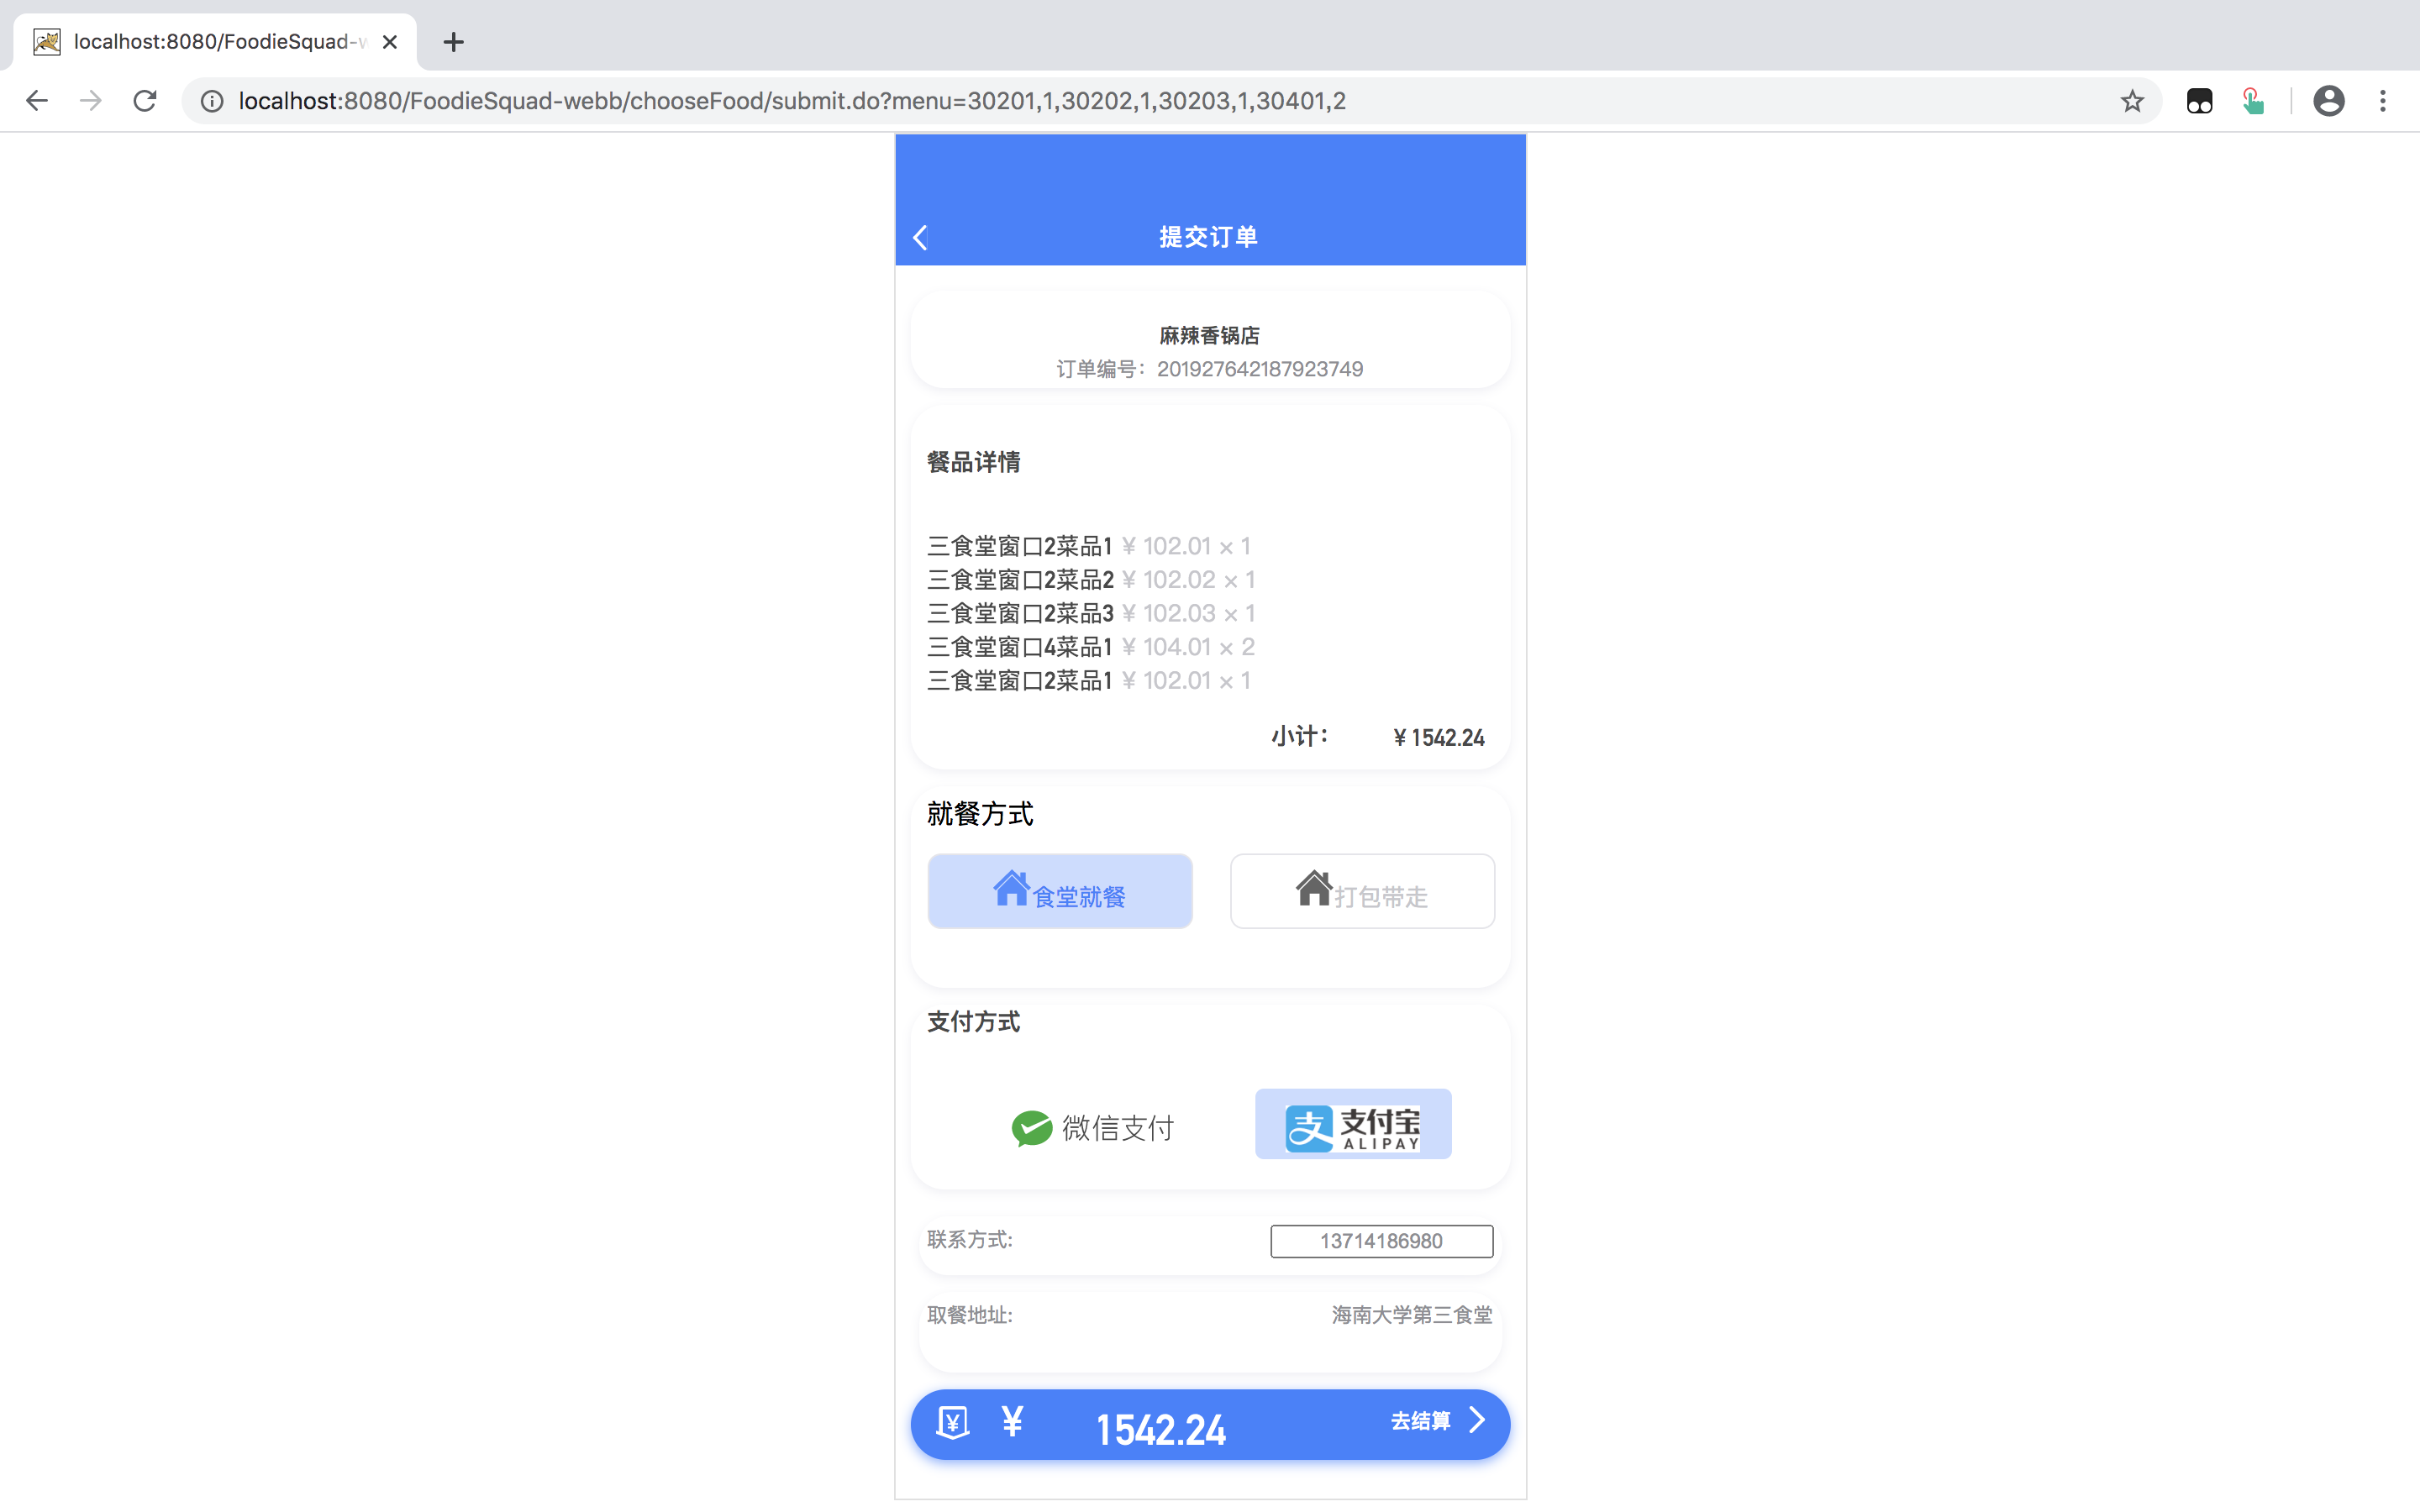 localhost:8080/FoodieSquad-w
localhost:8080/FoodieSquad-webb/chooseFood/submit.do?menu=30201,1,30202,1,30203,1,30401,2
提交订单
麻辣香锅店
订单编号：201927642187923749
餐品详情
三食堂窗口2菜品1 ¥ 102.01 × 1
三食堂窗口2菜品2 ¥ 102.02 × 1
三食堂窗口2菜品3 ¥ 102.03 × 1
三食堂窗口4菜品1 ¥ 104.01 × 2
三食堂窗口2菜品1 ¥ 102.01 × 1
小计： ¥ 1542.24
就餐方式
食堂就餐 打包带走
支付方式
微信支付 支 支付宝
ALIPAY
联系方式: 13714186980
取餐地址: 海南大学第三食堂
¥ ¥ 1542.24 去结算